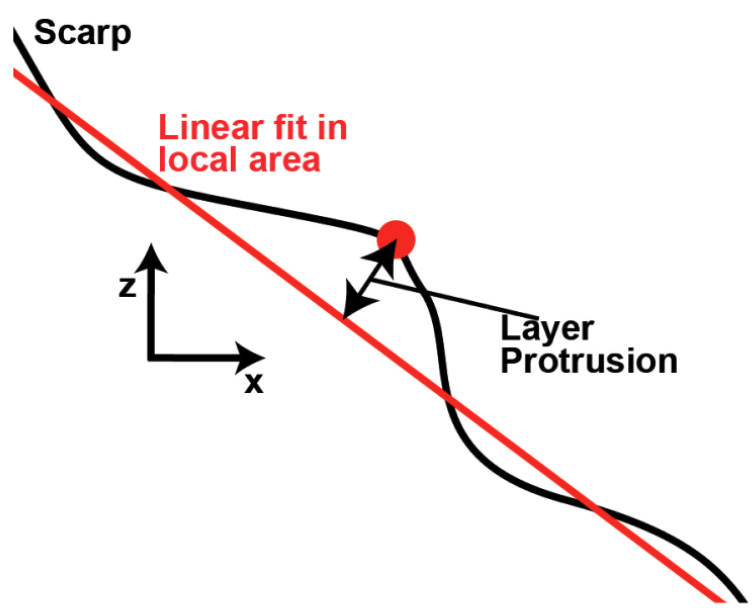 Scarp
Linear fit in
local area
z
x
Layer
Protrusion